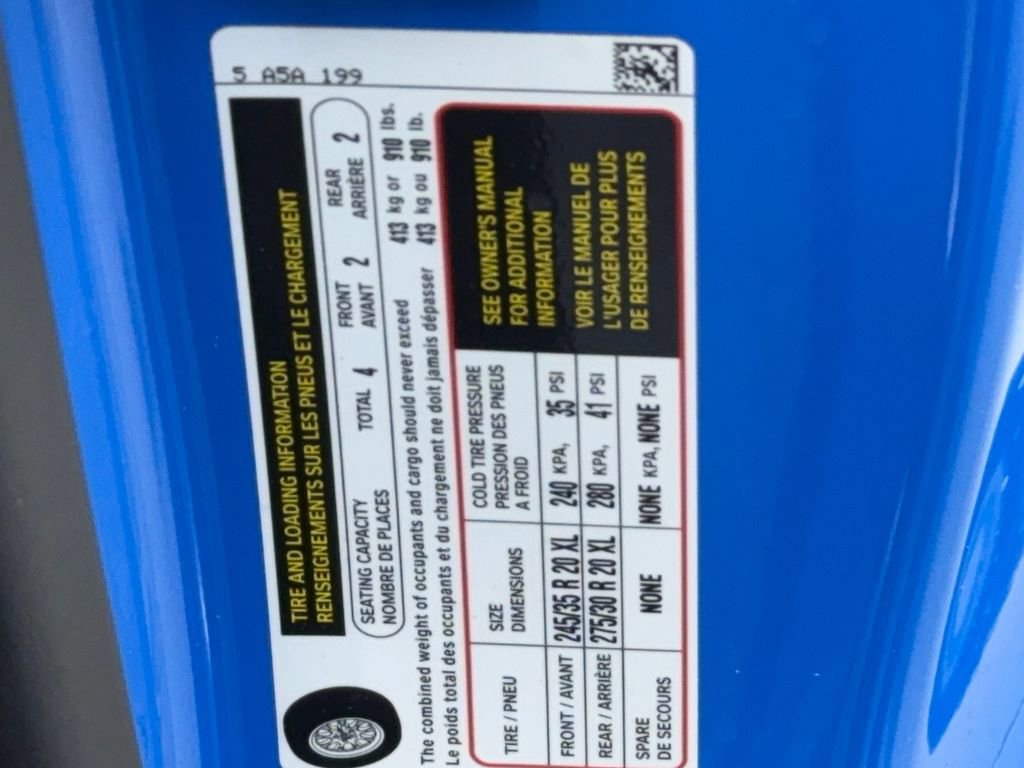 S A5A 199
TIRE AND LOADING INFORMATION
RENSEIGNEMENTS SUR LES PNEUS ET LE CHARGEMENT
SEATING CAPACITY
NOMBRE DE PLACES
TOTAL 4
FRONT
AVANT 2
REAR
ARRIÈRE 2
The combined weight of occupants and cargo should never exceed 413 kg or 910 lbs.
Le poids total des occupants et du chargement ne doit jamais dépasser 413 kg ou 910 lb.
TIRE / PNEU
SIZE
DIMENSIONS
COLD TIRE PRESSURE
PRESSION DES PNEUS
A FROID
FRONT / AVANT 245/35 R 20 XL 240 KPA, 35 PSI
REAR / ARRIÈRE 275/30 R 20 XL 280 KPA, 41 PSI
SPARE
DE SECOURS
NONE NONE KPA, NONE PSI
SEE OWNER'S MANUAL
FOR ADDITIONAL
INFORMATION
VOIR LE MANUEL DE
L'USAGER POUR PLUS
DE RENSEIGNEMENTS